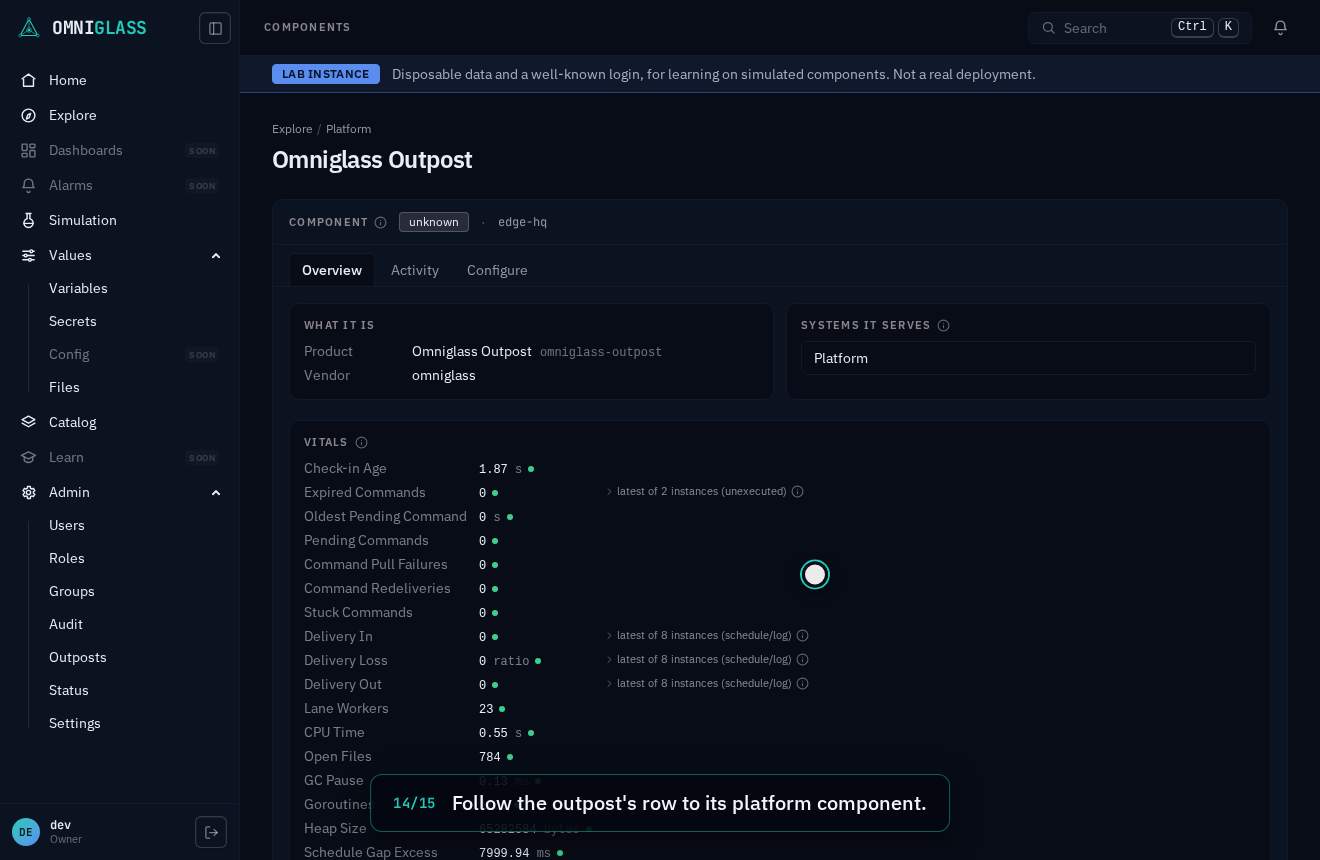 OMNIGLASS
COMPONENTS
Search
Ctrl K
Home
Explore
Dashboards SOON
Alarms SOON
Simulation
Values
Variables
Secrets
Config SOON
Files
Catalog
Learn SOON
Admin
Users
Roles
Groups
Audit
Outposts
Status
Settings
DE
dev
Owner
LAB INSTANCE Disposable data and a well-known login, for learning on simulated components. Not a real deployment.
Explore / Platform
Omniglass Outpost
COMPONENT unknown · edge-hq
Overview Activity Configure
WHAT IT IS
Product Omniglass Outpost omniglass-outpost
Vendor omniglass
SYSTEMS IT SERVES
Platform
VITALS
Check-in Age 1.87 s
Expired Commands 0 latest of 2 instances (unexecuted)
Oldest Pending Command 0 s
Pending Commands 0
Command Pull Failures 0
Command Redeliveries 0
Stuck Commands 0
Delivery In 0 latest of 8 instances (schedule/log)
Delivery Loss 0 ratio latest of 8 instances (schedule/log)
Delivery Out 0 latest of 8 instances (schedule/log)
Lane Workers 23
CPU Time 0.55 s
Open Files 784
GC Pause 0.13 ms
Goroutines
14/15 Follow the outpost's row to its platform component.
Heap Size bytes
Schedule Gap Excess 7999.94 ms